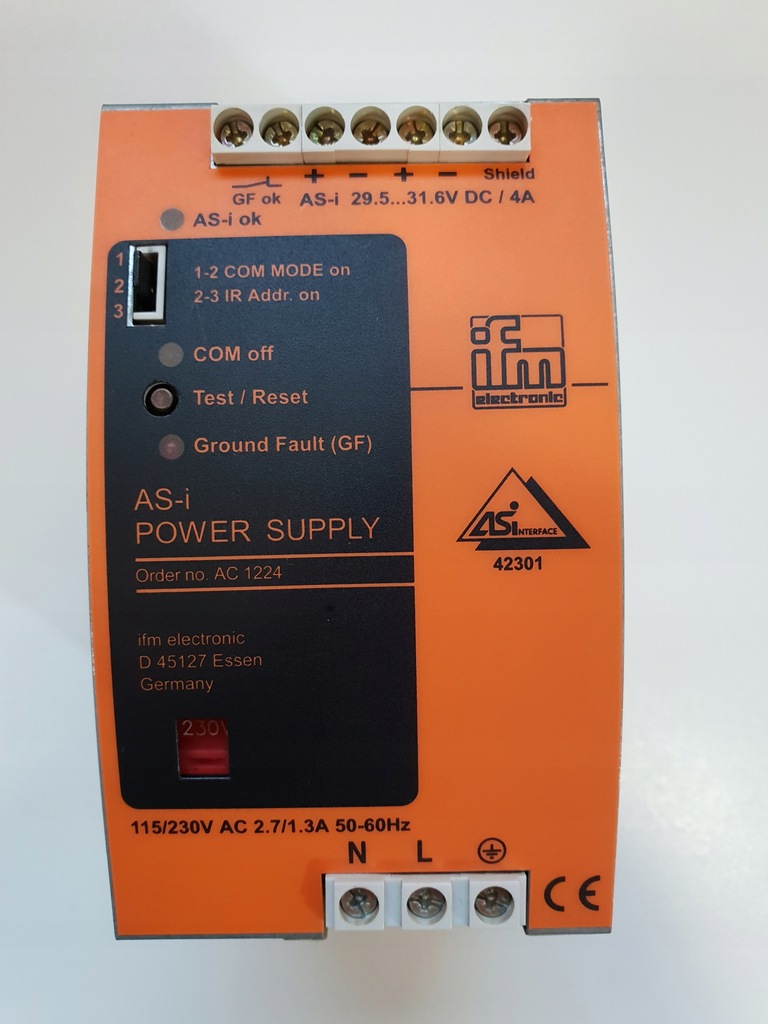 + − + − Shield
GF ok AS-i 29.5...31.6V DC / 4A
AS-i ok
1
2
3
1-2 COM MODE on
2-3 IR Addr. on
COM off
Test / Reset
Ground Fault (GF)
ifm
electronic
AS-i
POWER SUPPLY
Order no. AC 1224
ASi INTERFACE
42301
ifm electronic
D 45127 Essen
Germany
230V
115/230V AC 2.7/1.3A 50-60Hz
N L
CE